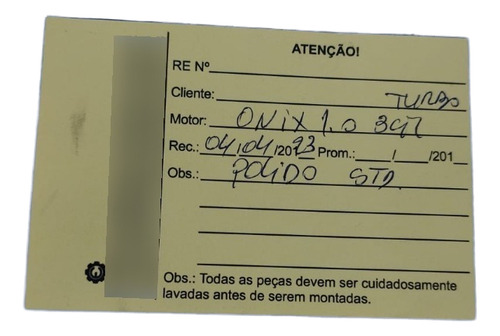 ATENÇÃO!
RE Nº
Cliente: TURBO
Motor: ONIX 1.0 3CIL
Rec.: 04/04/2023 Prom.: / /201
Obs.: POLIDO STD.
Obs.: Todas as peças devem ser cuidadosamente
lavadas antes de serem montadas.